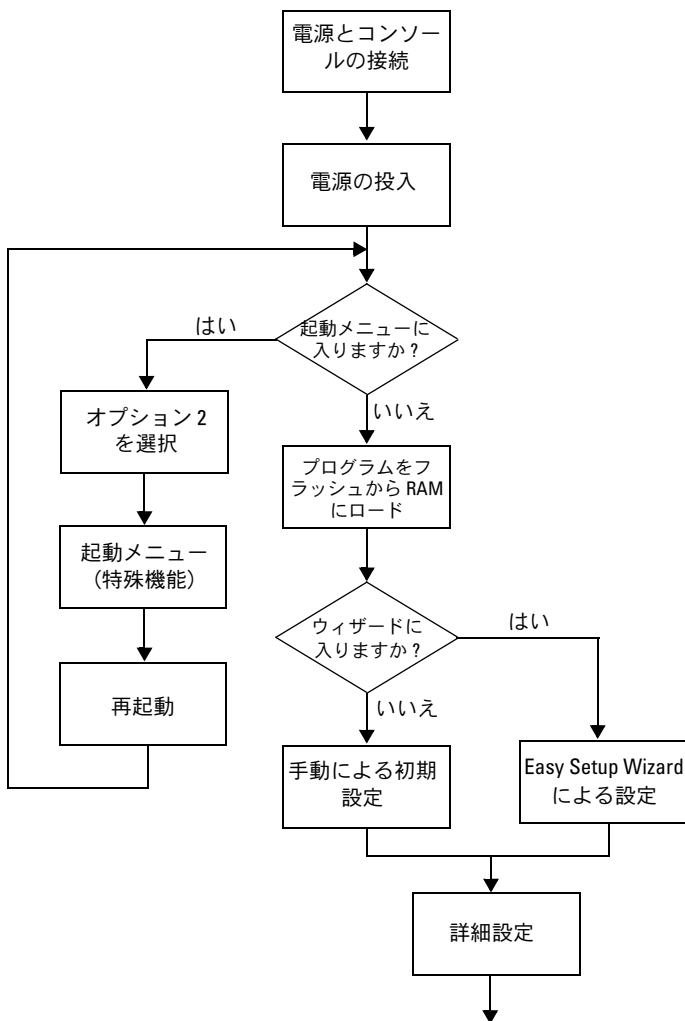 電源とコンソー
ルの接続
電源の投入
起動メニューに
入りますか?
はい
いいえ
オプション 2
を選択
プログラムをフ
ラッシュから RAM
にロード
起動メニュー
(特殊機能)
ウィザードに
入りますか?
はい
再起動
いいえ
手動による初期
設定
Easy Setup Wizard
による設定
詳細設定